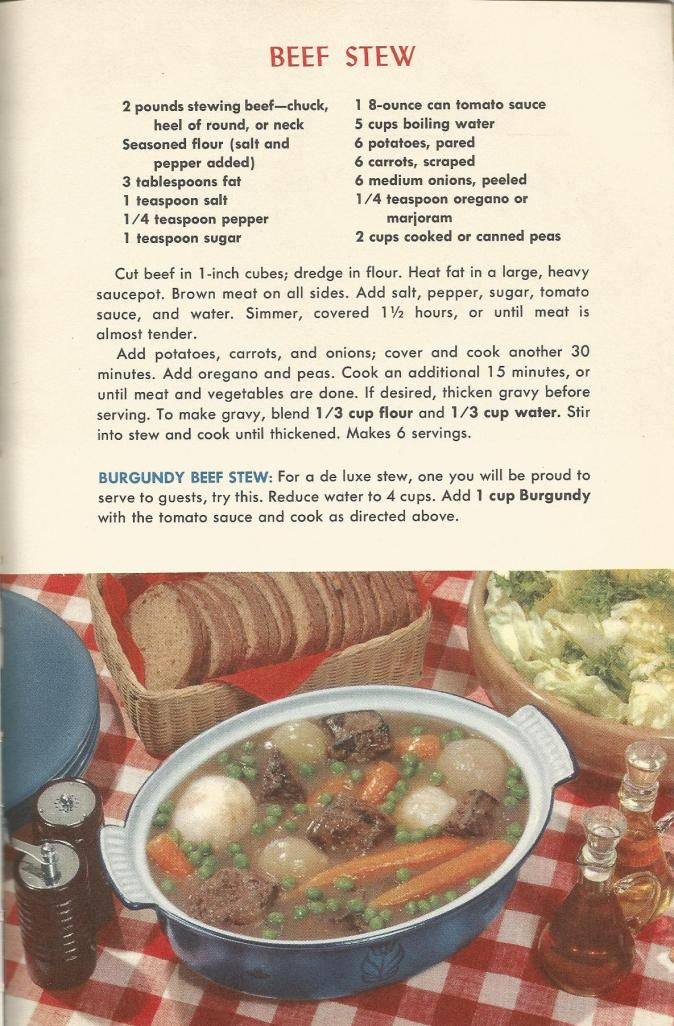 BEEF STEW
2 pounds stewing beef—chuck,
heel of round, or neck
Seasoned flour (salt and
pepper added)
3 tablespoons fat
1 teaspoon salt
1/4 teaspoon pepper
1 teaspoon sugar
1 8-ounce can tomato sauce
5 cups boiling water
6 potatoes, pared
6 carrots, scraped
6 medium onions, peeled
1/4 teaspoon oregano or
marjoram
2 cups cooked or canned peas
Cut beef in 1-inch cubes; dredge in flour. Heat fat in a large, heavy
saucepot. Brown meat on all sides. Add salt, pepper, sugar, tomato
sauce, and water. Simmer, covered 1½ hours, or until meat is
almost tender.
Add potatoes, carrots, and onions; cover and cook another 30
minutes. Add oregano and peas. Cook an additional 15 minutes, or
until meat and vegetables are done. If desired, thicken gravy before
serving. To make gravy, blend 1/3 cup flour and 1/3 cup water. Stir
into stew and cook until thickened. Makes 6 servings.
BURGUNDY BEEF STEW: For a de luxe stew, one you will be proud to
serve to guests, try this. Reduce water to 4 cups. Add 1 cup Burgundy
with the tomato sauce and cook as directed above.